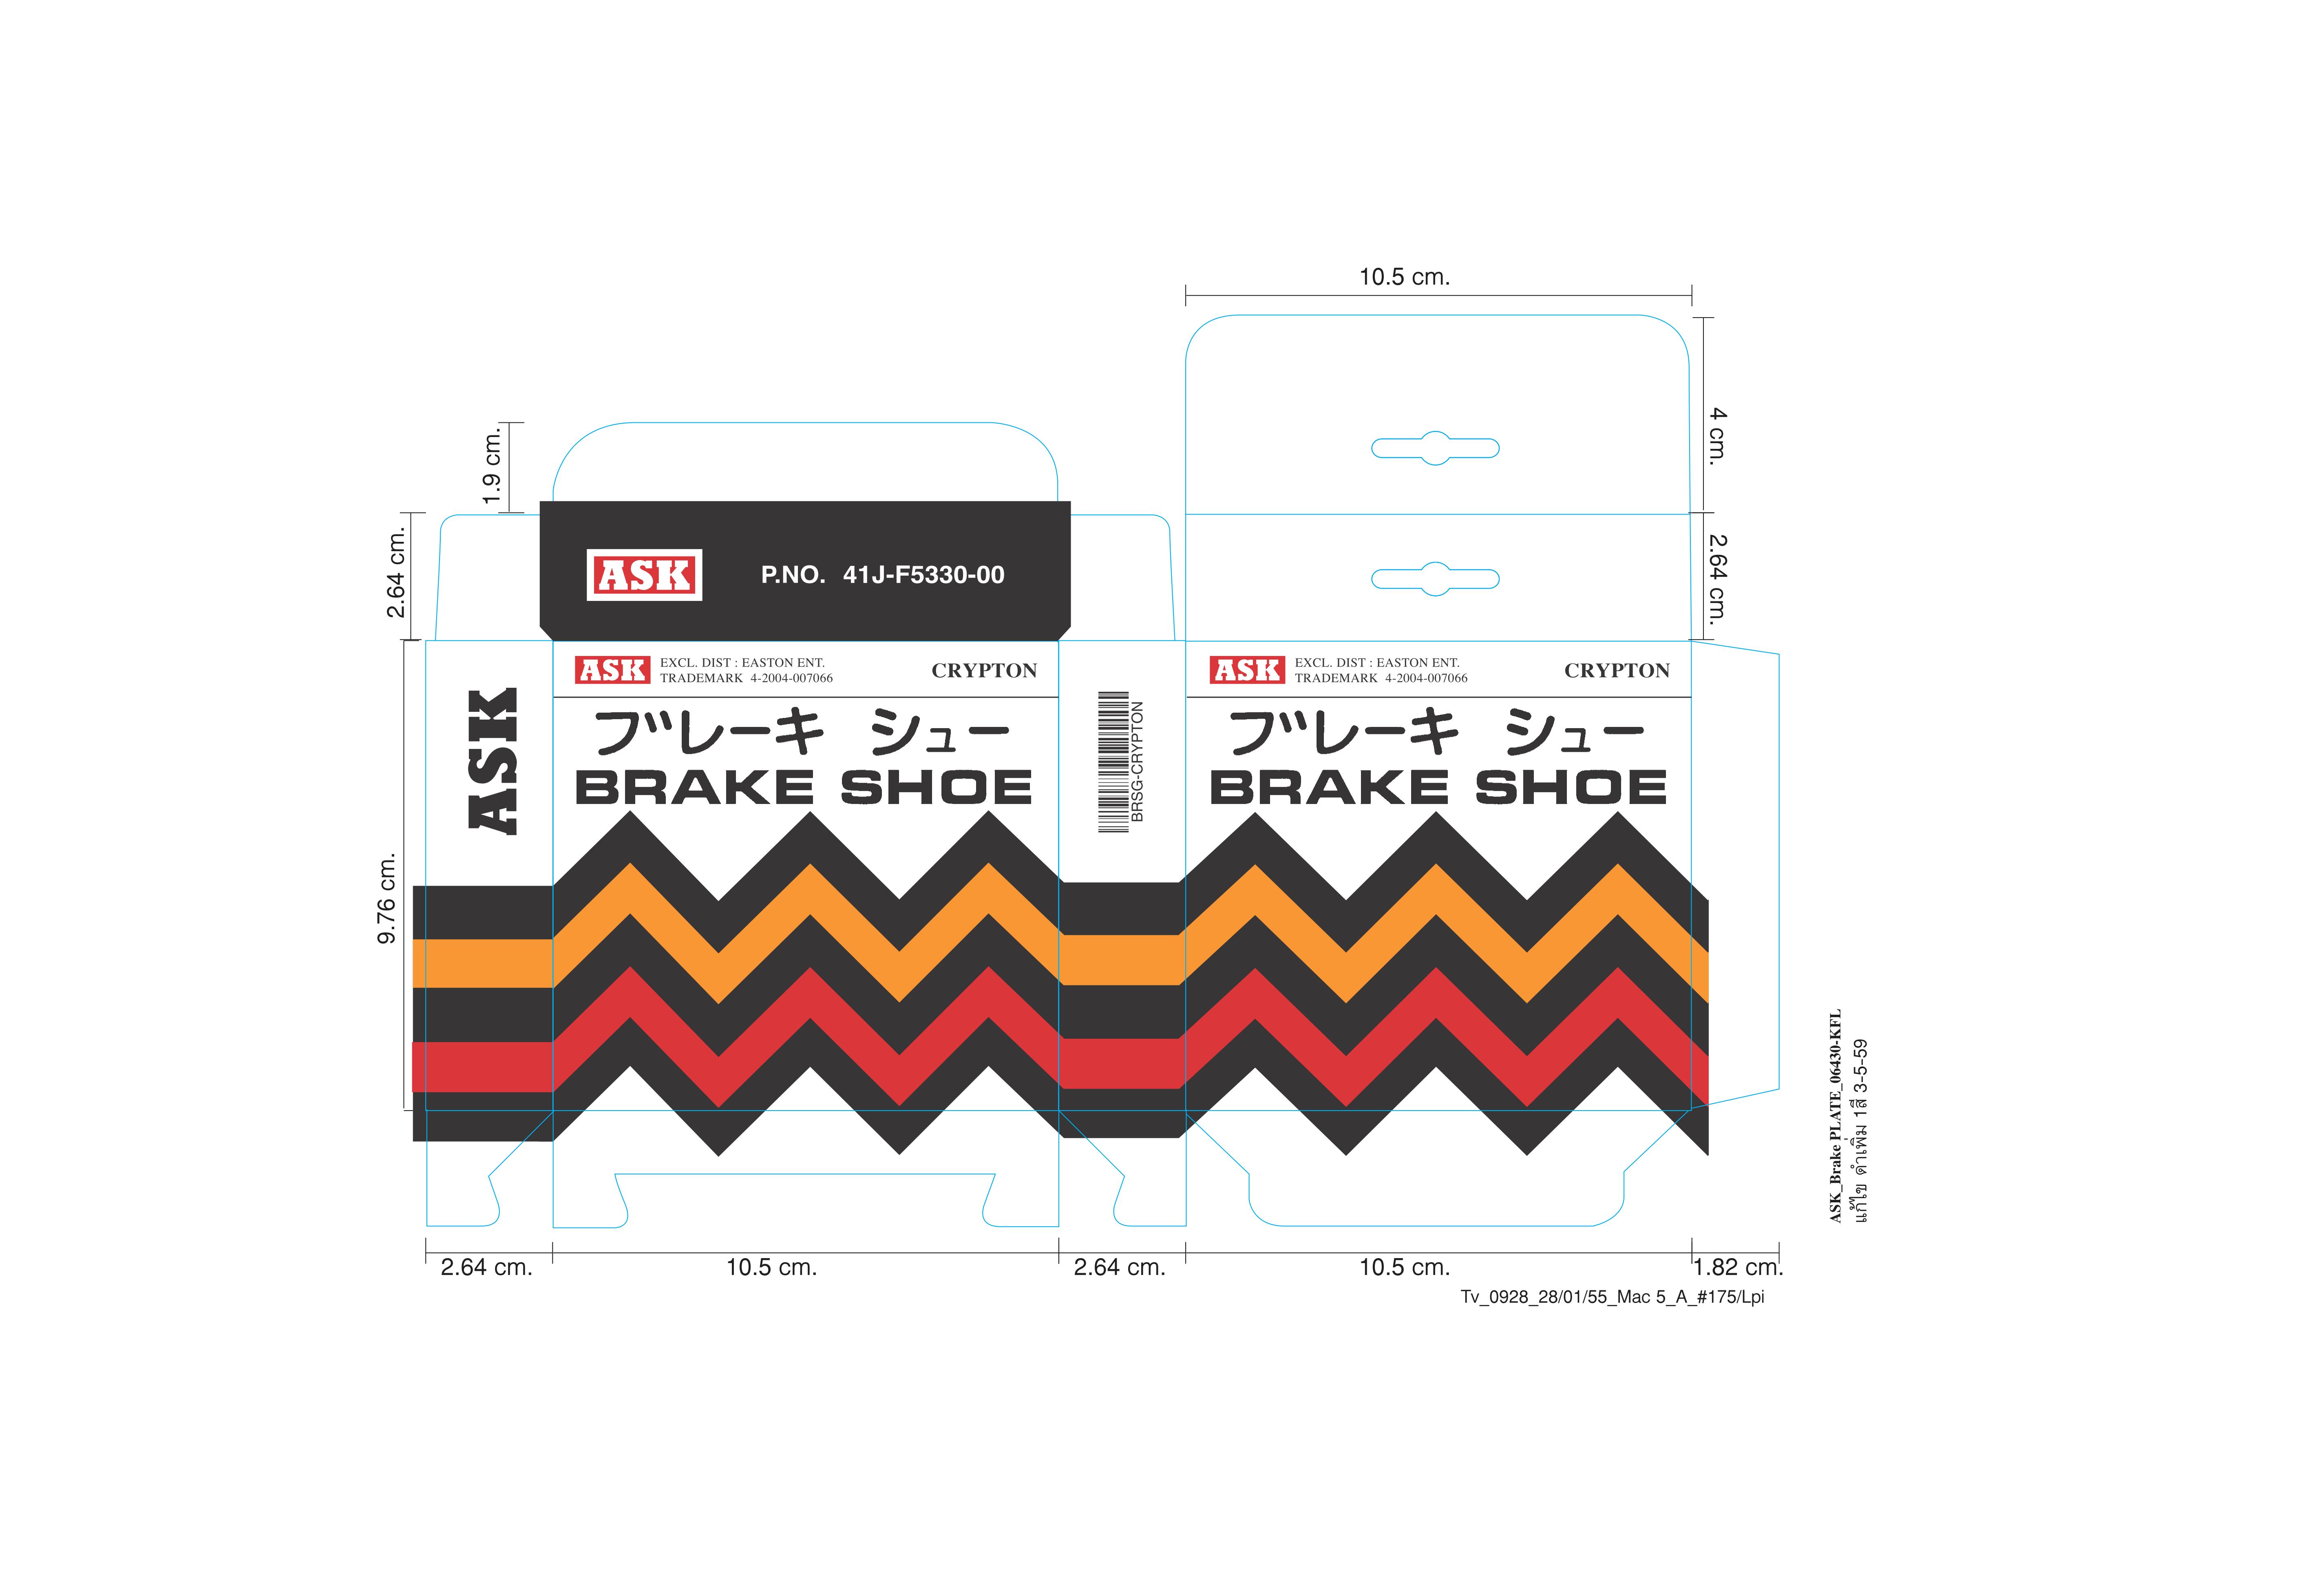 10.5 cm.
4 cm.
1.9 cm.
2.64 cm.
2.64 cm.
ASK
P.NO. 41J-F5330-00
ASK
ASK
EXCL. DIST : EASTON ENT.
TRADEMARK 4-2004-007066
CRYPTON
ブレーキ シュー
BRAKE SHOE
BRSG-CRYPTON
ASK
EXCL. DIST : EASTON ENT.
TRADEMARK 4-2004-007066
CRYPTON
ブレーキ シュー
BRAKE SHOE
9.76 cm.
ASK_Brake PLATE_06430-KFL
แก้ไข ดำเพิ่ม 1สี 3-5-59
2.64 cm.
10.5 cm.
2.64 cm.
10.5 cm.
1.82 cm.
Tv_0928_28/01/55_Mac 5_A_#175/Lpi